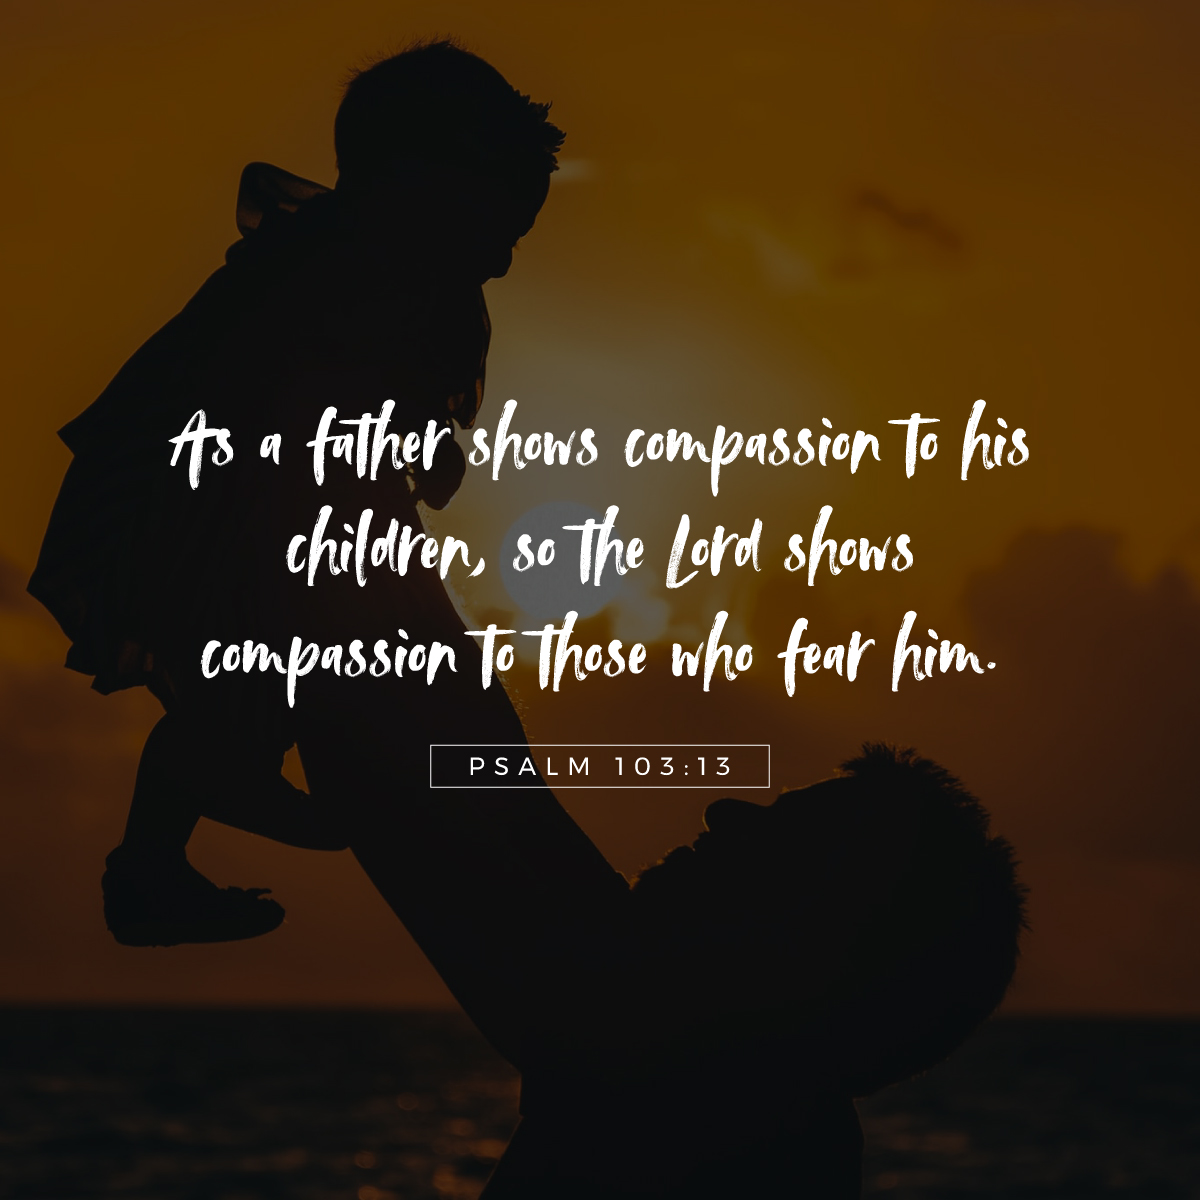 As a father shows compassion to his
children, so the Lord shows
compassion to those who fear him.
PSALM 103:13